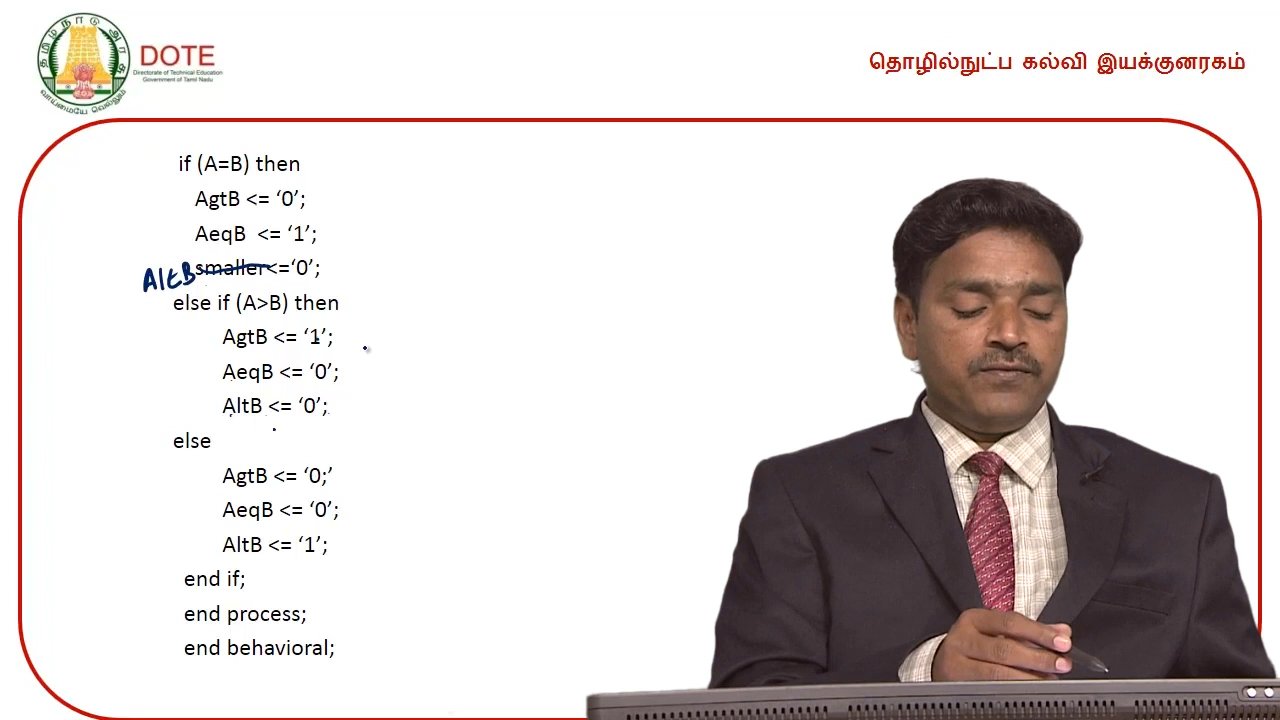 தமிழ்நாடு அரசு
வாய்மையே வெல்லும்
DOTE
Directorate of Technical Education
Government of Tamil Nadu
தொழில்நுட்ப கல்வி இயக்குனரகம்
if (A=B) then
AgtB <= ‘0’;
AeqB <= ‘1’;
AltB smaller<=‘0’;
else if (A>B) then
AgtB <= ‘1’;
AeqB <= ‘0’;
AltB <= ‘0’;
else
AgtB <= ‘0;’
AeqB <= ‘0’;
AltB <= ‘1’;
end if;
end process;
end behavioral;